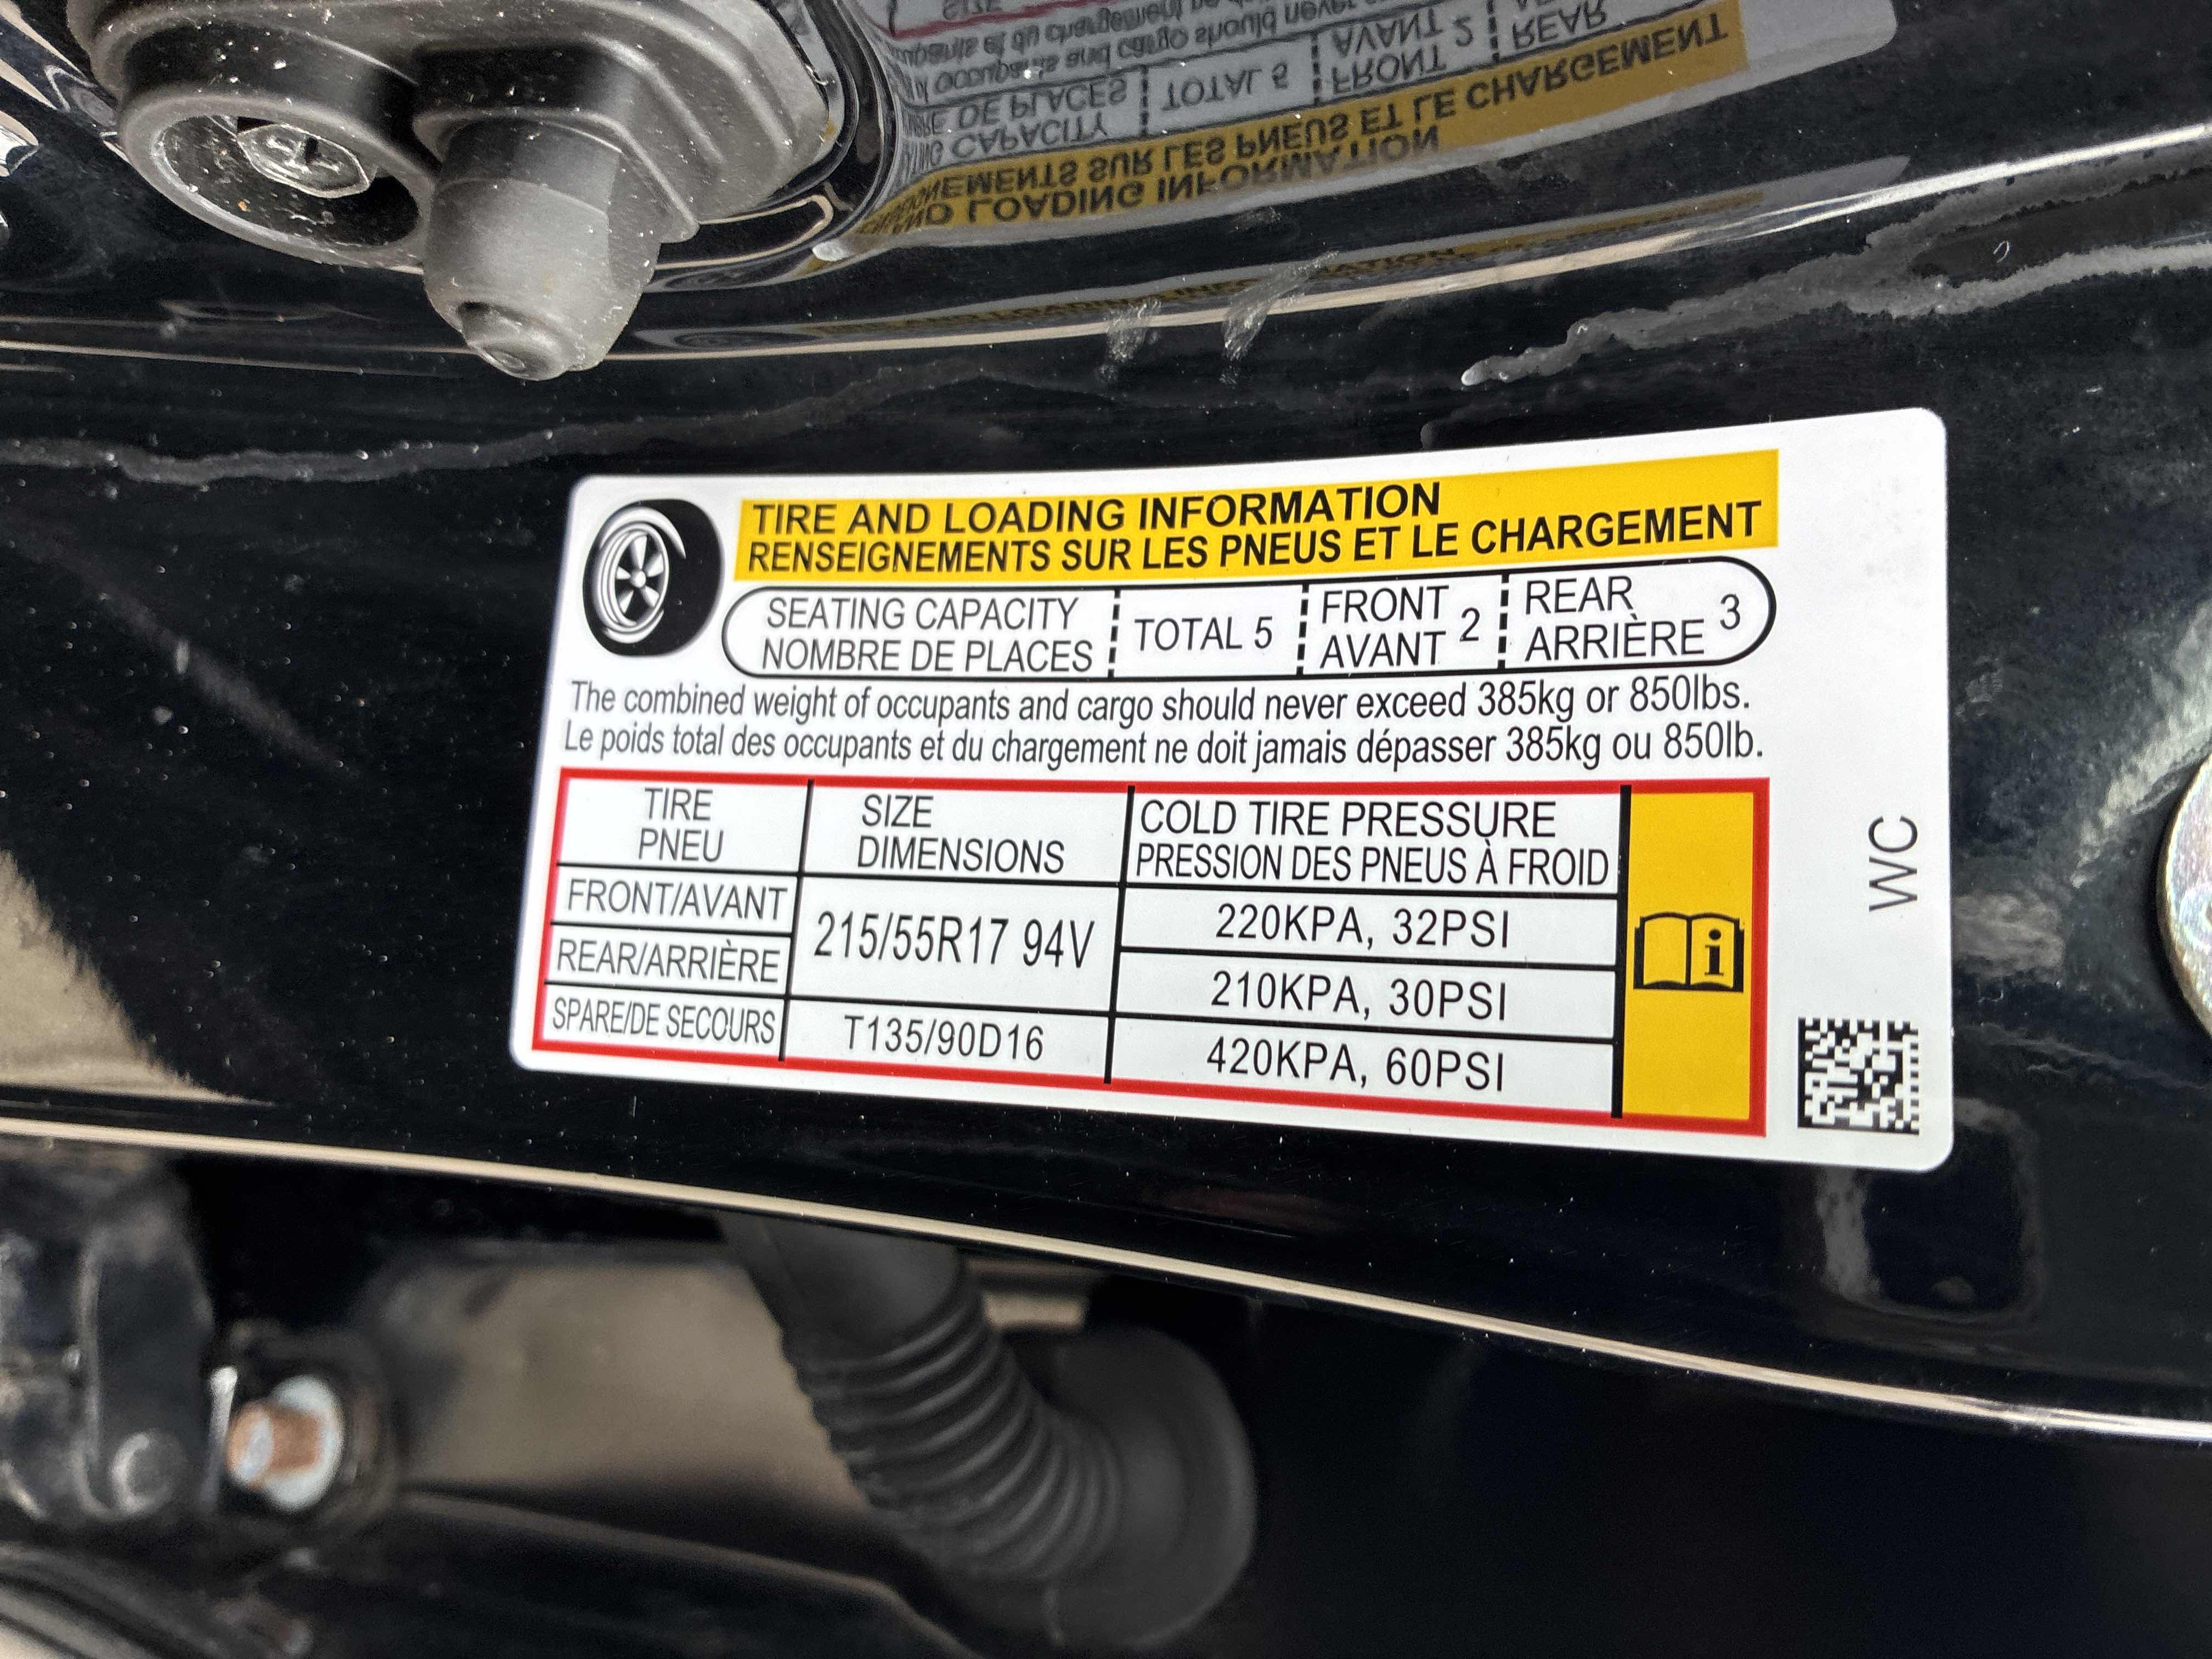 TIRE AND LOADING INFORMATION
RENSEIGNEMENTS SUR LES PNEUS ET LE CHARGEMENT
SEATING CAPACITY
NOMBRE DE PLACES
TOTAL 5
FRONT
AVANT 2
REAR
ARRIÈRE 3
The combined weight of occupants and cargo should never exceed 385kg or 850lbs.
Le poids total des occupants et du chargement ne doit jamais dépasser 385kg ou 850lb.
TIRE
PNEU
SIZE
DIMENSIONS
COLD TIRE PRESSURE
PRESSION DES PNEUS À FROID
FRONT/AVANT
215/55R17 94V
220KPA, 32PSI
REAR/ARRIÈRE
210KPA, 30PSI
SPARE/DE SECOURS
T135/90D16
420KPA, 60PSI
WC